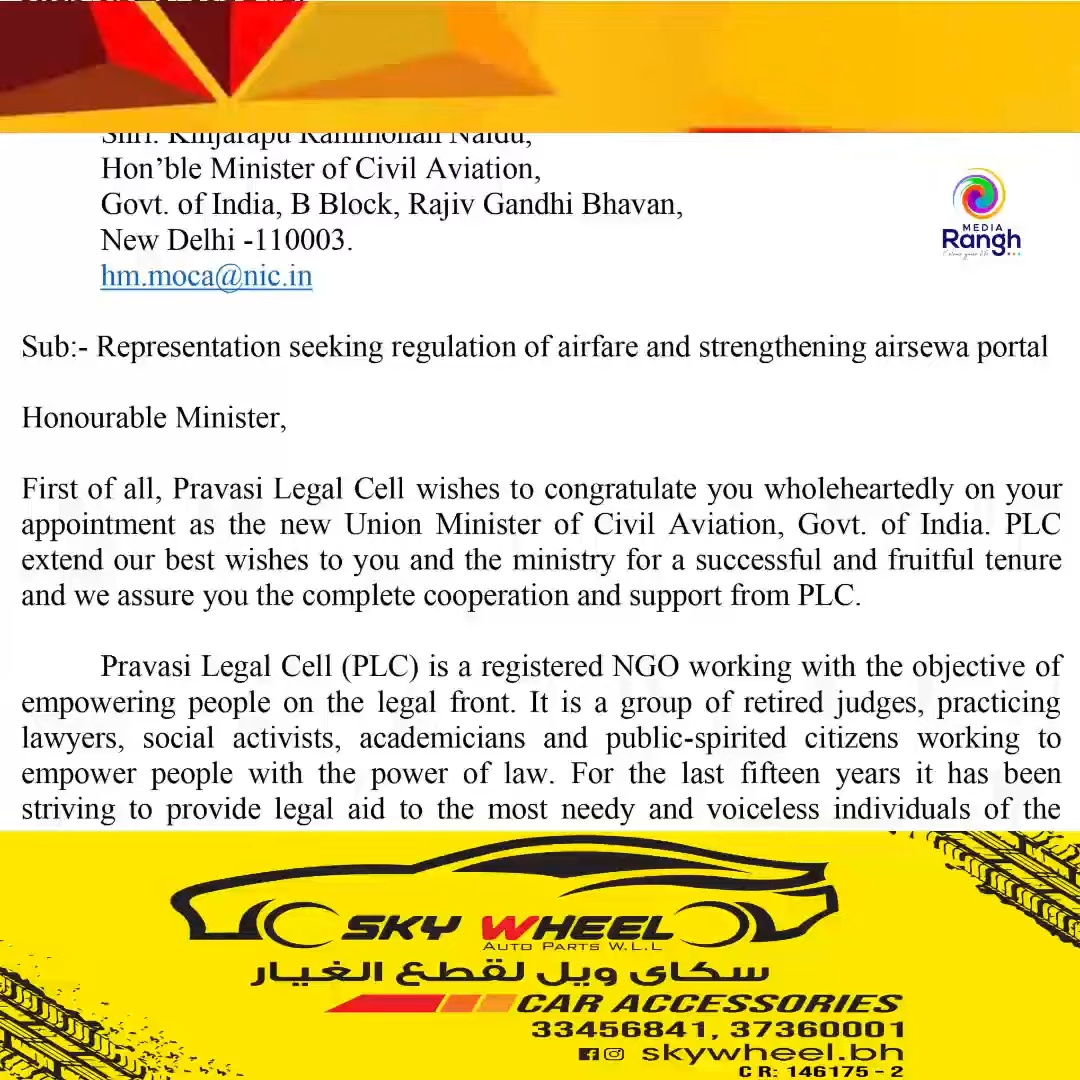 Shri. Kinjarapu Rammohan Naidu,
Hon’ble Minister of Civil Aviation,
Govt. of India, B Block, Rajiv Gandhi Bhavan,
New Delhi -110003.
hm.moca@nic.in
MEDIA
Rangh
Sub:- Representation seeking regulation of airfare and strengthening airsewa portal
Honourable Minister,
First of all, Pravasi Legal Cell wishes to congratulate you wholeheartedly on your
appointment as the new Union Minister of Civil Aviation, Govt. of India. PLC
extend our best wishes to you and the ministry for a successful and fruitful tenure
and we assure you the complete cooperation and support from PLC.
Pravasi Legal Cell (PLC) is a registered NGO working with the objective of
empowering people on the legal front. It is a group of retired judges, practicing
lawyers, social activists, academicians and public-spirited citizens working to
empower people with the power of law. For the last fifteen years it has been
striving to provide legal aid to the most needy and voiceless individuals of the
SKY WHEEL
AUTO PARTS W.L.L
سكاي ويل لقطع الغيار
CAR ACCESSORIES
33456841, 37360001
skywheel.bh
C R: 146175 - 2